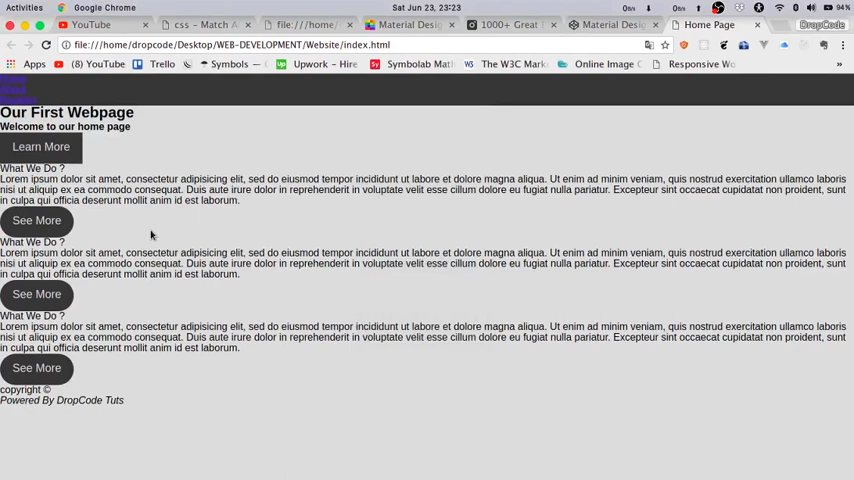 Activities Google Chrome Sat Jun 23, 23:23 0n/s 0n/s 94%
YouTube css - Match A file:///home/d Material Desig 1000+ Great F Material Desig Home Page DropCode
file:///home/dropcode/Desktop/WEB-DEVELOPMENT/Website/index.html
Apps (8) YouTube Trello Symbols — C Upwork - Hire Symbolab Math The W3C Mark Online Image C Responsive Wo
Home
About
Our First Webpage
Welcome to our home page
Learn More
What We Do ?
Lorem ipsum dolor sit amet, consectetur adipisicing elit, sed do eiusmod tempor incididunt ut labore et dolore magna aliqua. Ut enim ad minim veniam, quis nostrud exercitation ullamco laboris
nisi ut aliquip ex ea commodo consequat. Duis aute irure dolor in reprehenderit in voluptate velit esse cillum dolore eu fugiat nulla pariatur. Excepteur sint occaecat cupidatat non proident, sunt
in culpa qui officia deserunt mollit anim id est laborum.
See More
What We Do ?
Lorem ipsum dolor sit amet, consectetur adipisicing elit, sed do eiusmod tempor incididunt ut labore et dolore magna aliqua. Ut enim ad minim veniam, quis nostrud exercitation ullamco laboris
nisi ut aliquip ex ea commodo consequat. Duis aute irure dolor in reprehenderit in voluptate velit esse cillum dolore eu fugiat nulla pariatur. Excepteur sint occaecat cupidatat non proident, sunt
in culpa qui officia deserunt mollit anim id est laborum.
See More
What We Do ?
Lorem ipsum dolor sit amet, consectetur adipisicing elit, sed do eiusmod tempor incididunt ut labore et dolore magna aliqua. Ut enim ad minim veniam, quis nostrud exercitation ullamco laboris
nisi ut aliquip ex ea commodo consequat. Duis aute irure dolor in reprehenderit in voluptate velit esse cillum dolore eu fugiat nulla pariatur. Excepteur sint occaecat cupidatat non proident, sunt
in culpa qui officia deserunt mollit anim id est laborum.
See More
copyright ©
Powered By DropCode Tuts